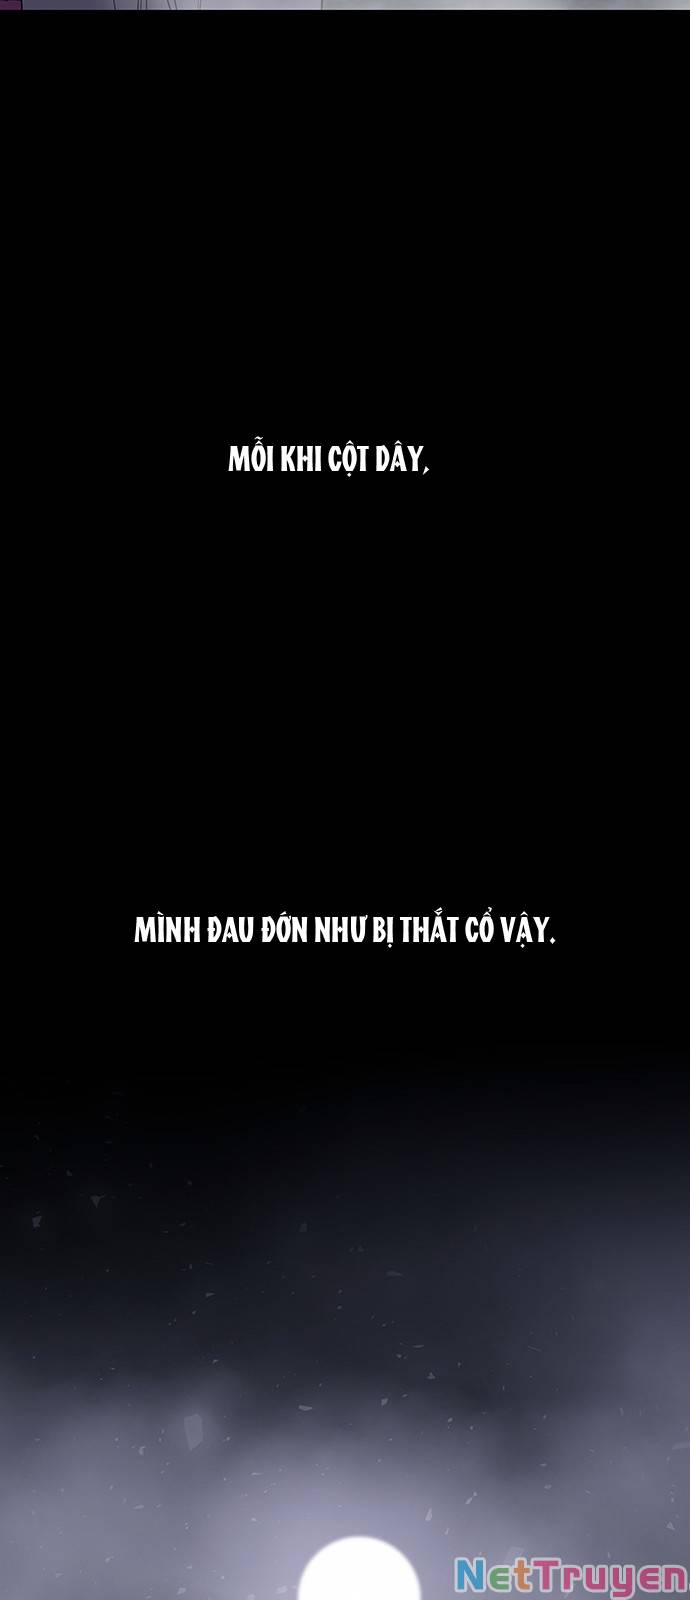 MỖI KHI CỘT DÂY,
MÌNH ĐAU ĐỚN NHƯ BỊ THẮT CỔ VẬY.
NetTruyen